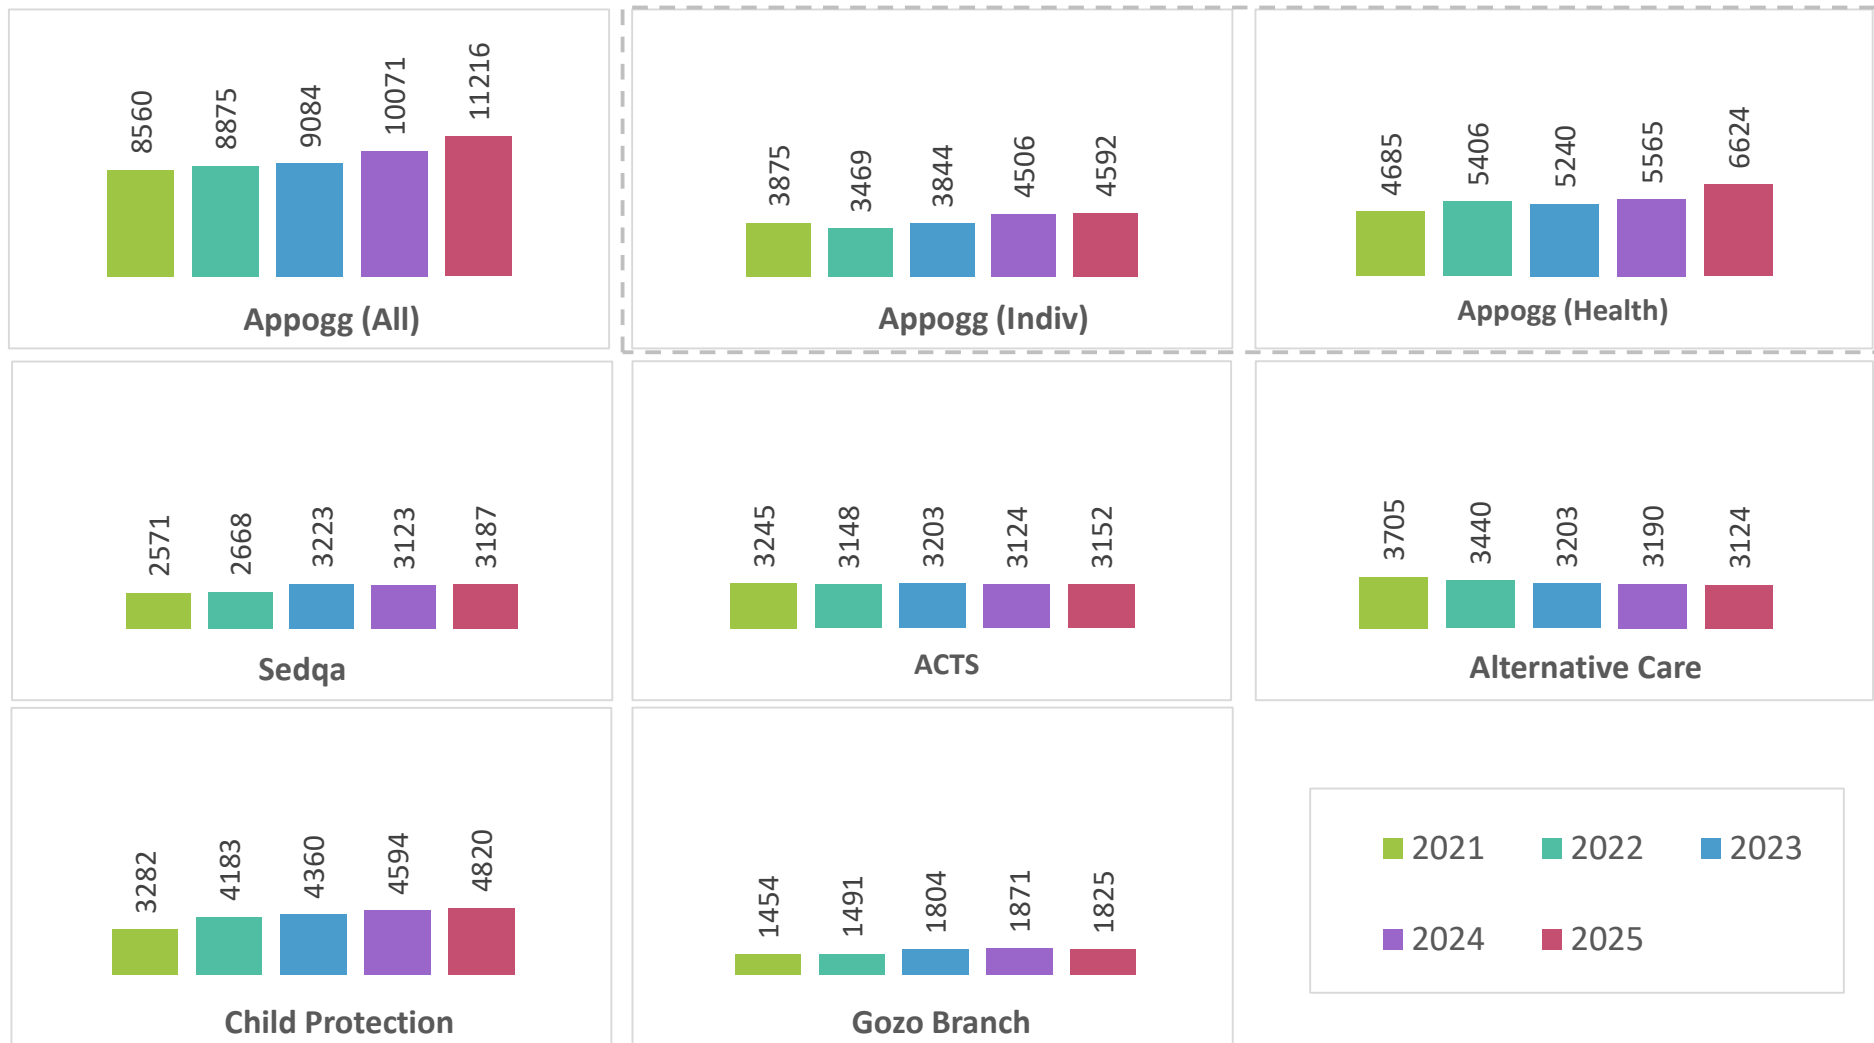 8560 8875 9084 10071 11216
Appogg (All)
3875 3469 3844 4506 4592
Appogg (Indiv)
4685 5406 5240 5565 6624
Appogg (Health)
2571 2668 3223 3123 3187
Sedqa
3245 3148 3203 3124 3152
ACTS
3705 3440 3203 3190 3124
Alternative Care
3282 4183 4360 4594 4820
Child Protection
1454 1491 1804 1871 1825
Gozo Branch
2021 2022 2023
2024 2025